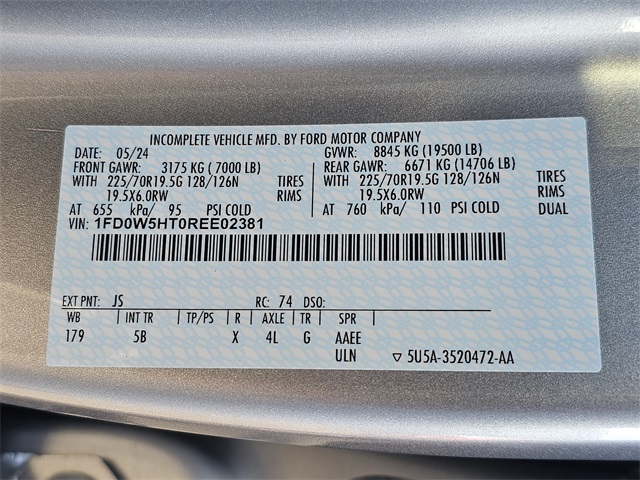 INCOMPLETE VEHICLE MFD. BY FORD MOTOR COMPANY
DATE: 05/24 GVWR: 8845 KG (19500 LB)
FRONT GAWR: 3175 KG ( 7000 LB) REAR GAWR: 6671 KG (14706 LB)
WITH 225/70R19.5G 128/126N TIRES WITH 225/70R19.5G 128/126N TIRES
19.5X6.0RW RIMS 19.5X6.0RW RIMS
AT 655 kPa/ 95 PSI COLD AT 760 kPa/ 110 PSI COLD DUAL
VIN: 1FD0W5HT0REE02381
EXT PNT: JS RC: 74 DSO:
WB INT TR TP/PS R AXLE TR SPR
179 5B X 4L G AAEE
ULN ▽ 5U5A-3520472-AA